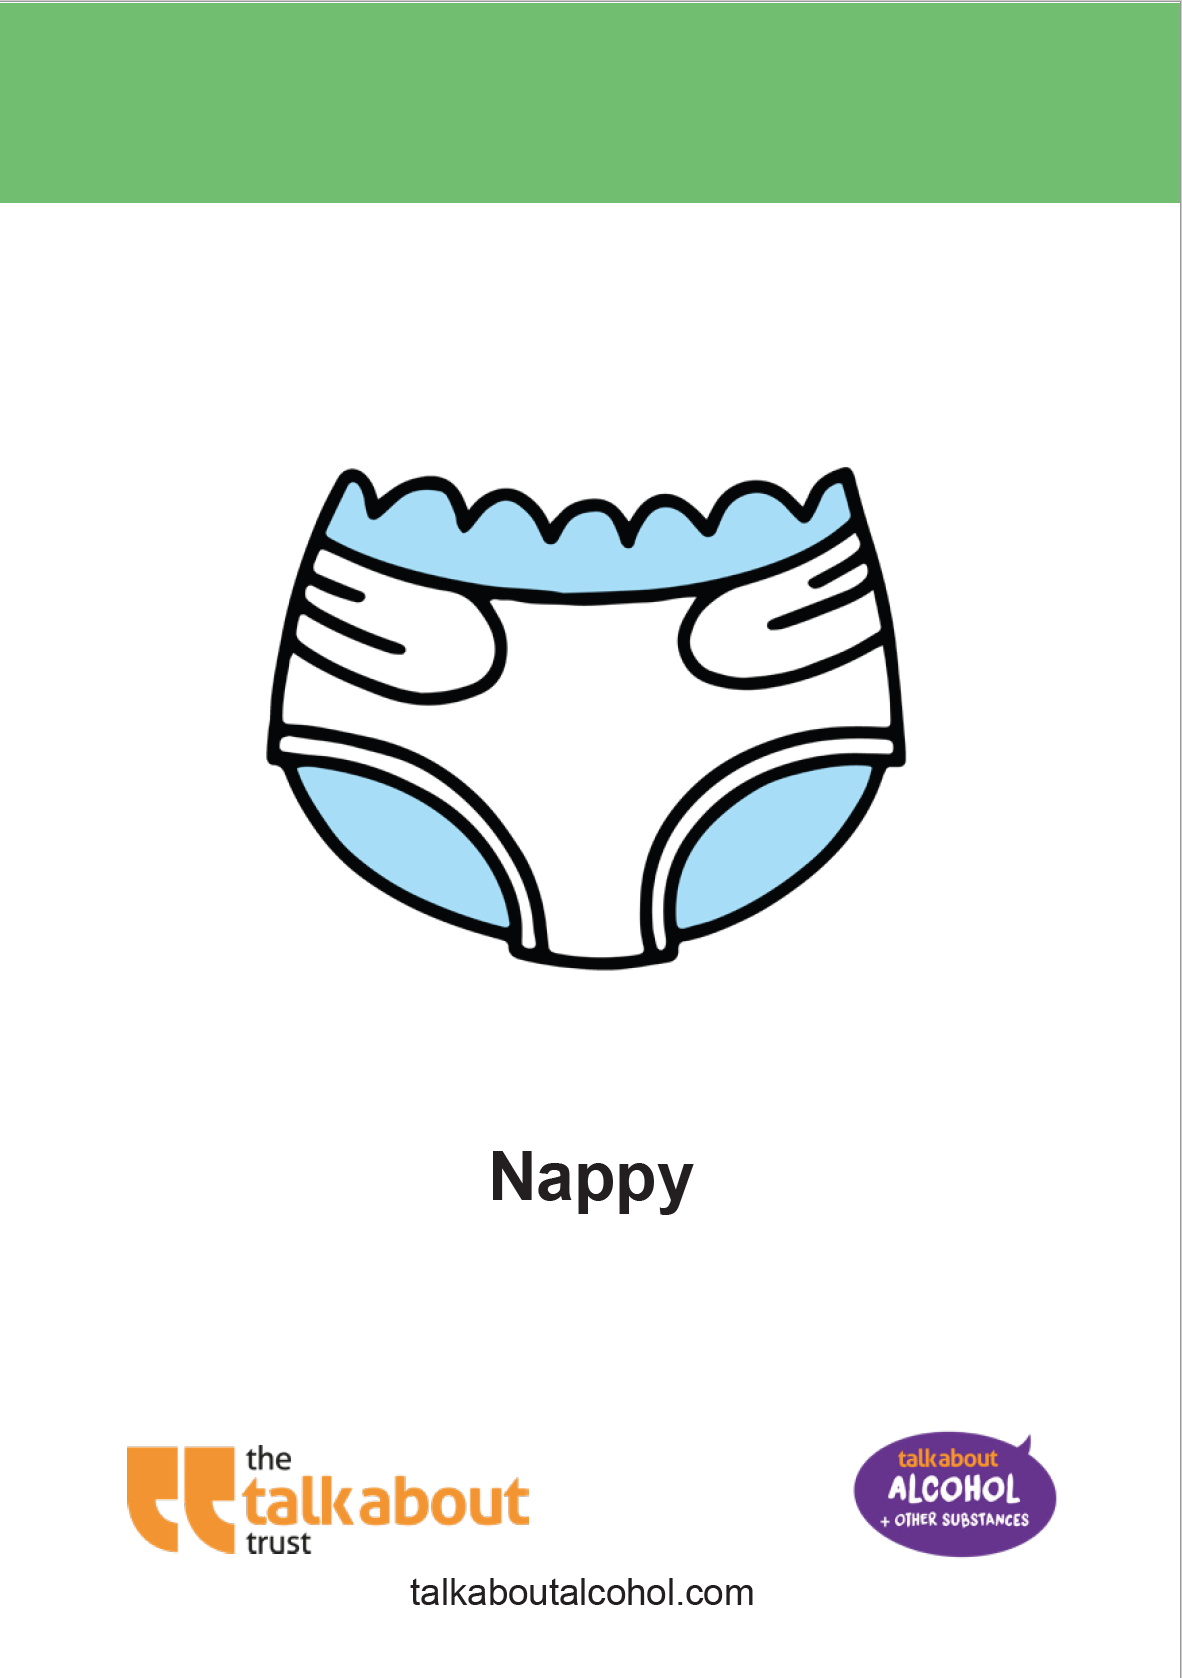 Nappy
the
talkabout
trust
talkabout
ALCOHOL
+ OTHER SUBSTANCES
talkaboutalcohol.com